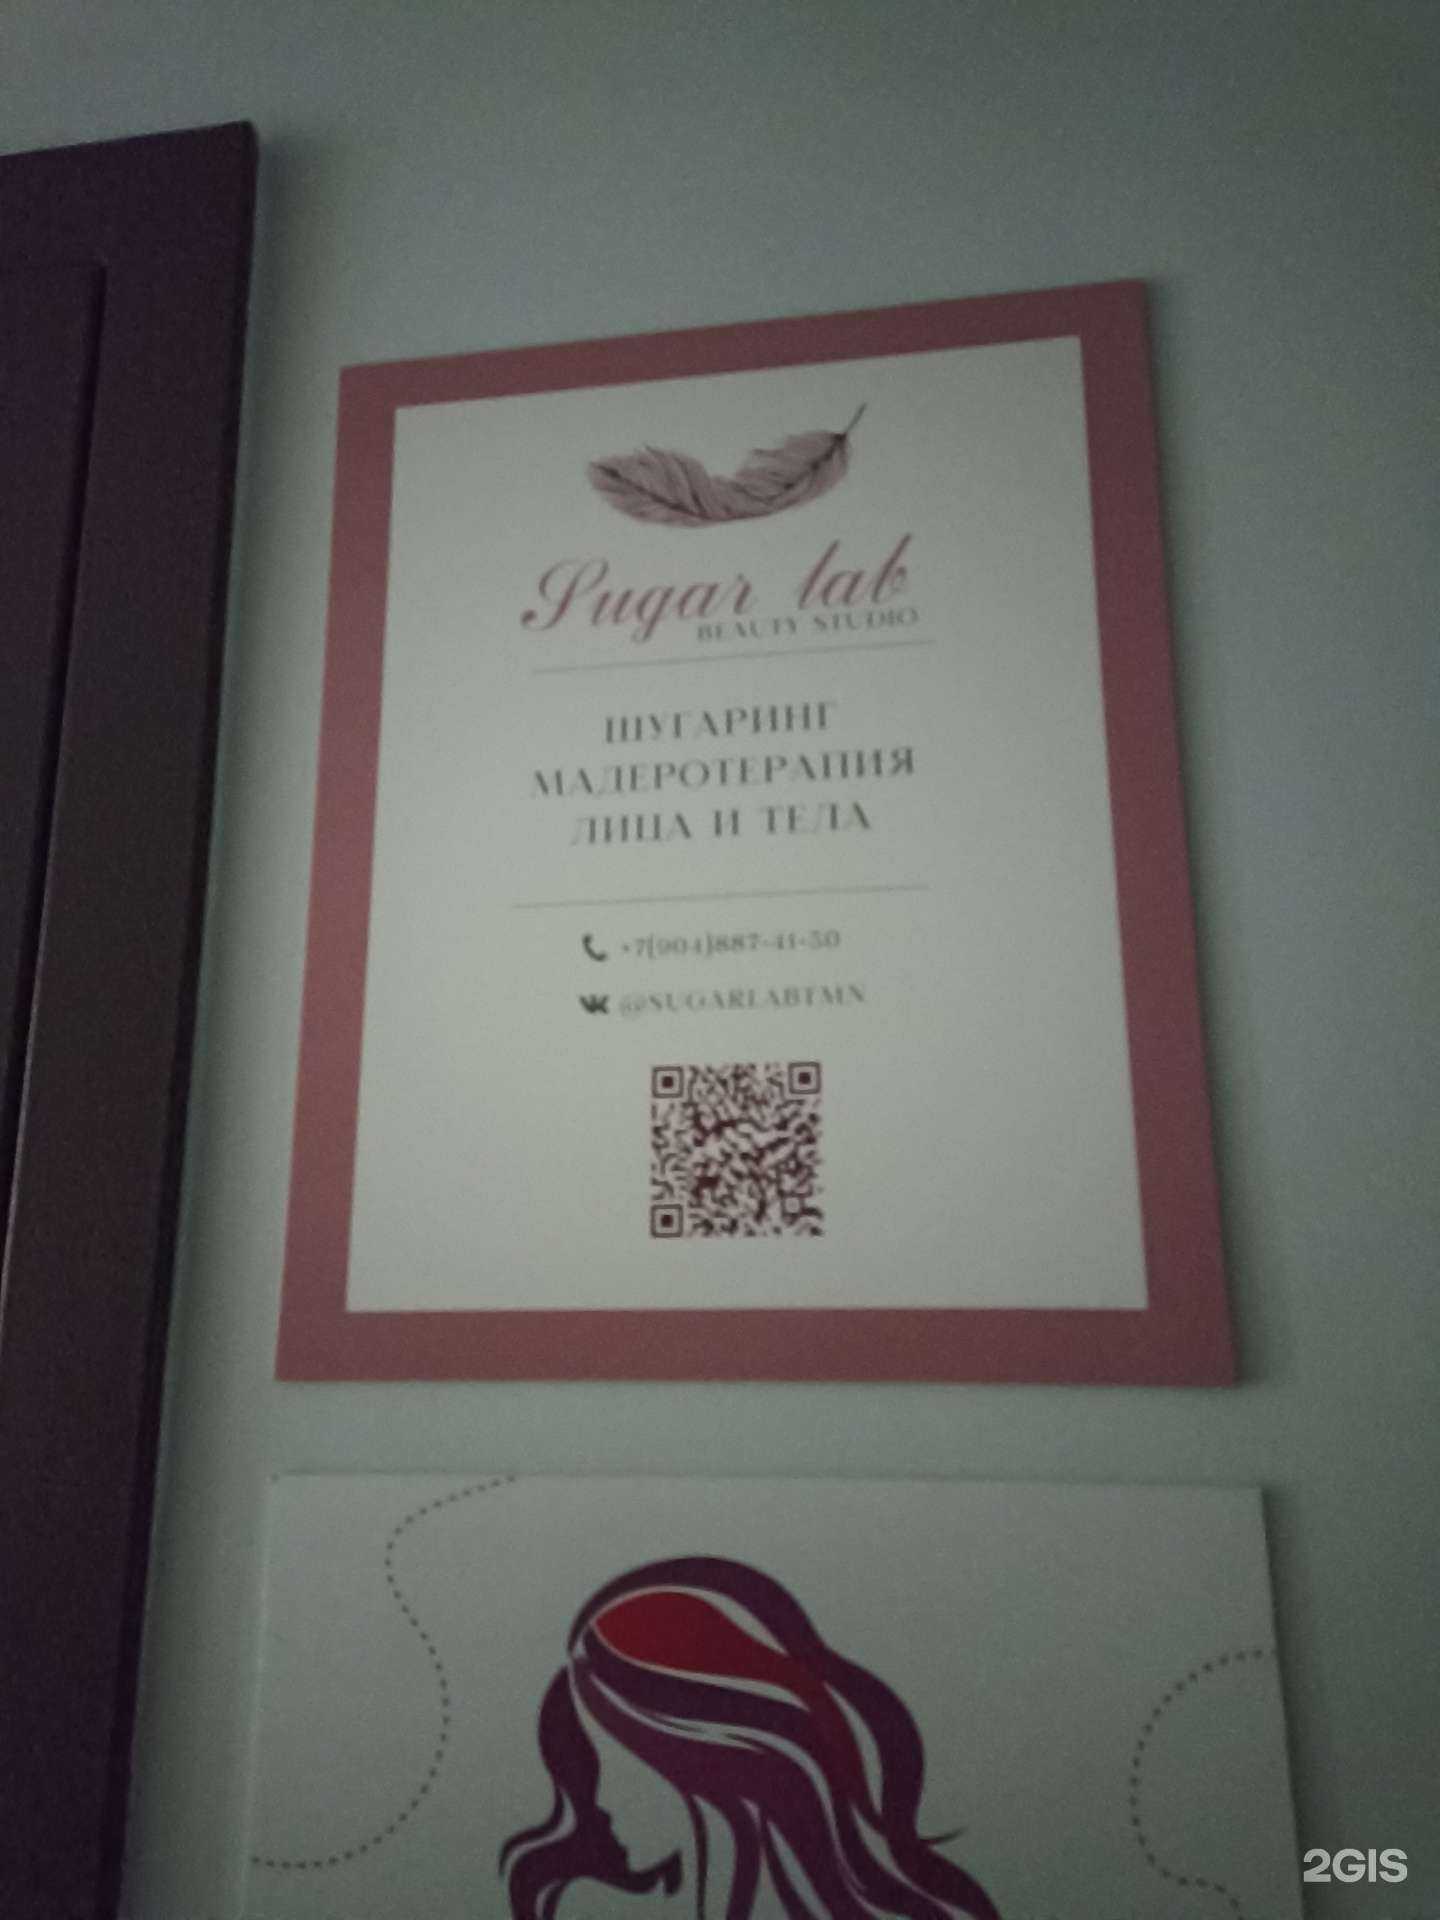 Sugar lab
BEAUTY STUDIO
ШУГАРИНГ
МАДЕРОТЕРАПИЯ
ЛИЦА И ТЕЛА
+7(904)887-41-50
@SUGARLABTMN
2GIS